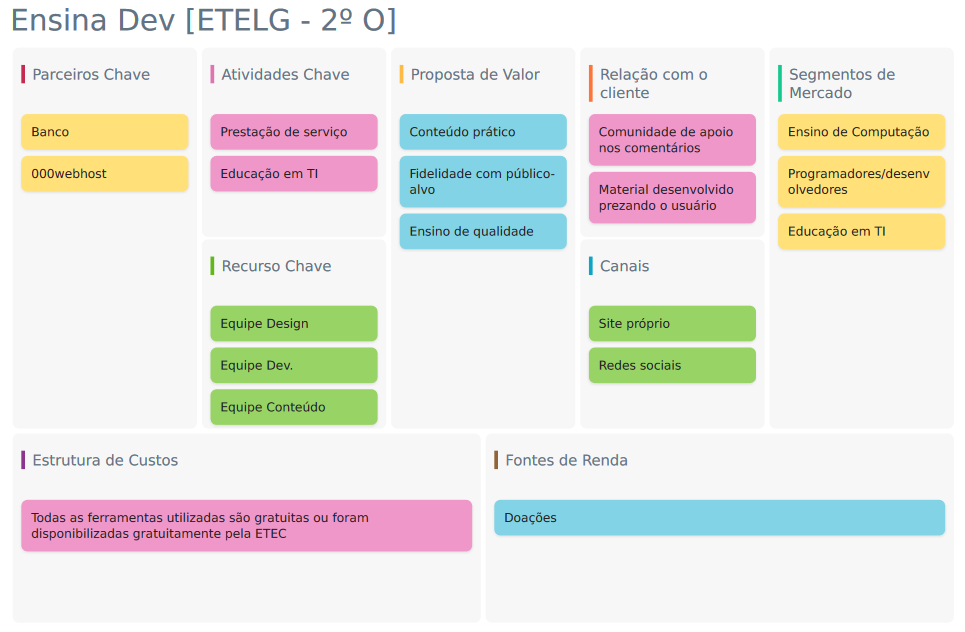 Ensina Dev [ETELG - 2º O]
Parceiros Chave
Banco
000webhost
Atividades Chave
Prestação de serviço
Educação em TI
Recurso Chave
Equipe Design
Equipe Dev.
Equipe Conteúdo
Proposta de Valor
Conteúdo prático
Fidelidade com público-
alvo
Ensino de qualidade
Relação com o
cliente
Comunidade de apoio
nos comentários
Material desenvolvido
prezando o usuário
Canais
Site próprio
Redes sociais
Segmentos de
Mercado
Ensino de Computação
Programadores/desenv
olvedores
Educação em TI
Estrutura de Custos
Todas as ferramentas utilizadas são gratuitas ou foram
disponibilizadas gratuitamente pela ETEC
Fontes de Renda
Doações